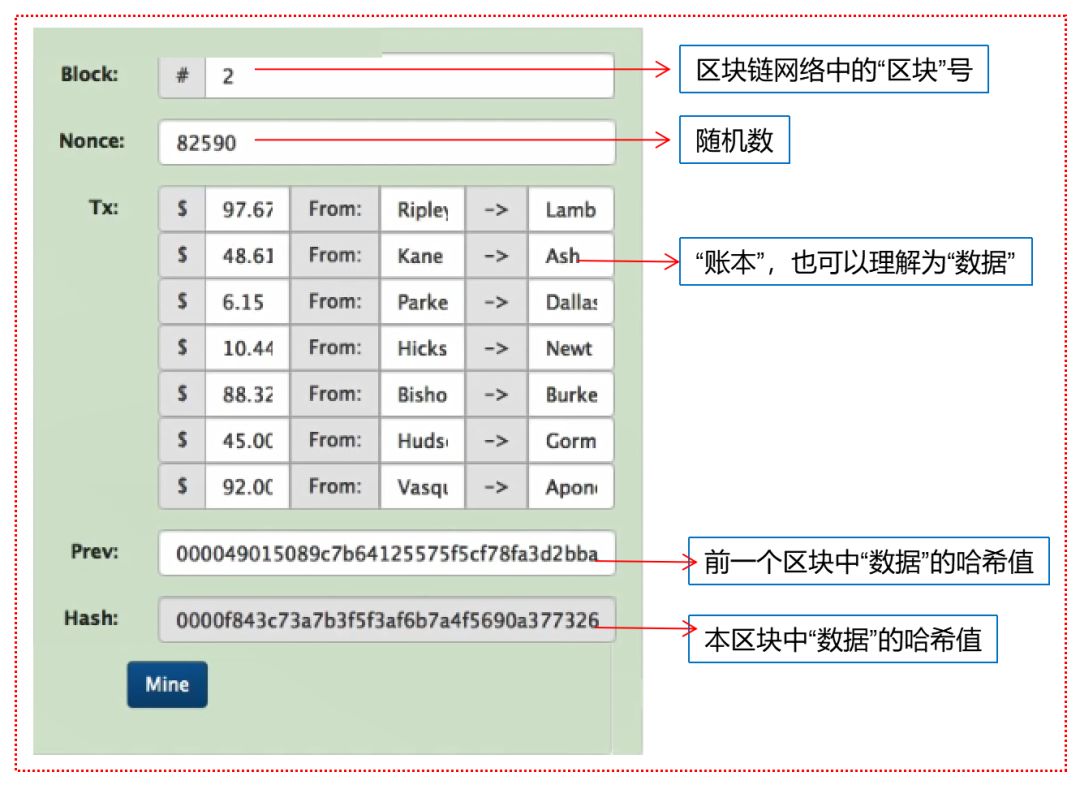 Block: # 2 区块链网络中的“区块”号
Nonce: 82590 随机数
Tx: $ 97.67 From: Ripley -> Lamb
$ 48.61 From: Kane -> Ash “账本”，也可以理解为“数据”
$ 6.15 From: Parke -> Dallas
$ 10.44 From: Hicks -> Newt
$ 88.32 From: Bisho -> Burke
$ 45.00 From: Huds -> Gorm
$ 92.00 From: Vasqu -> Apon
Prev: 000049015089c7b64125575f5cf78fa3d2bba 前一个区块中“数据”的哈希值
Hash: 0000f843c73a7b3f5f3af6b7a4f5690a377326 本区块中“数据”的哈希值
Mine